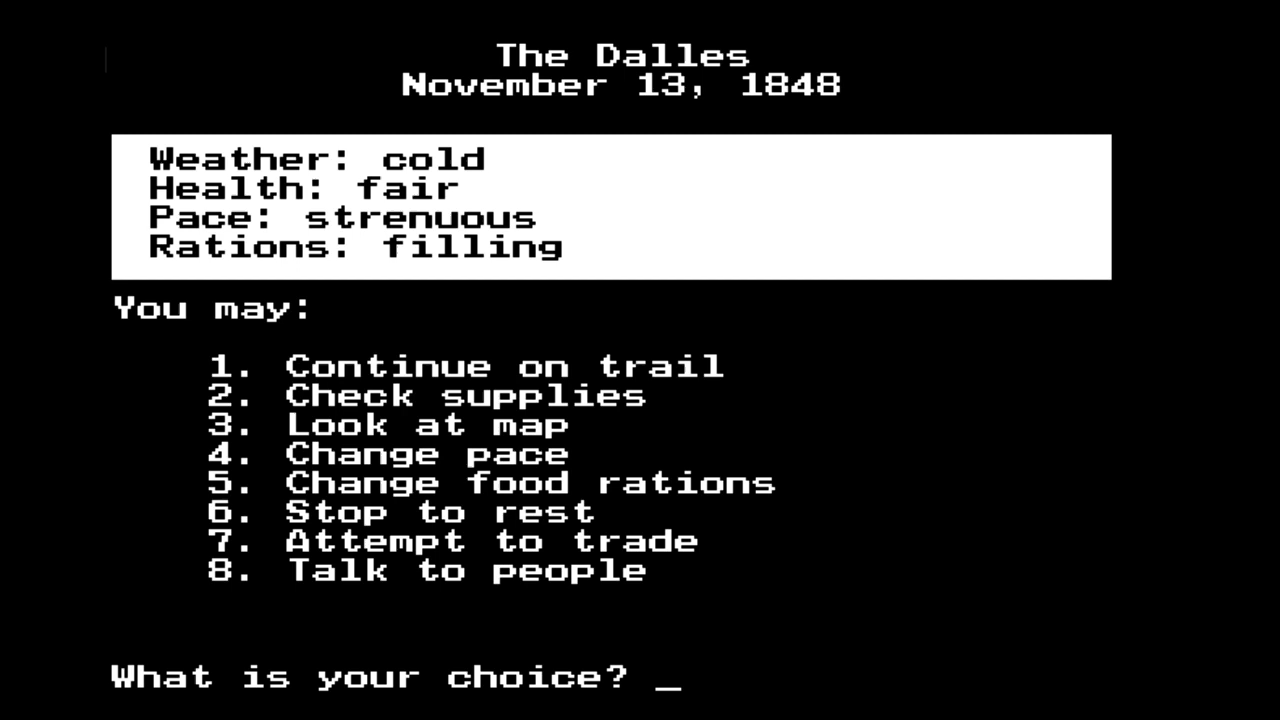 The Dalles
November 13, 1848
Weather: cold
Health: fair
Pace: strenuous
Rations: filling
You may:
1. Continue on trail
2. Check supplies
3. Look at map
4. Change pace
5. Change food rations
6. Stop to rest
7. Attempt to trade
8. Talk to people
What is your choice? _